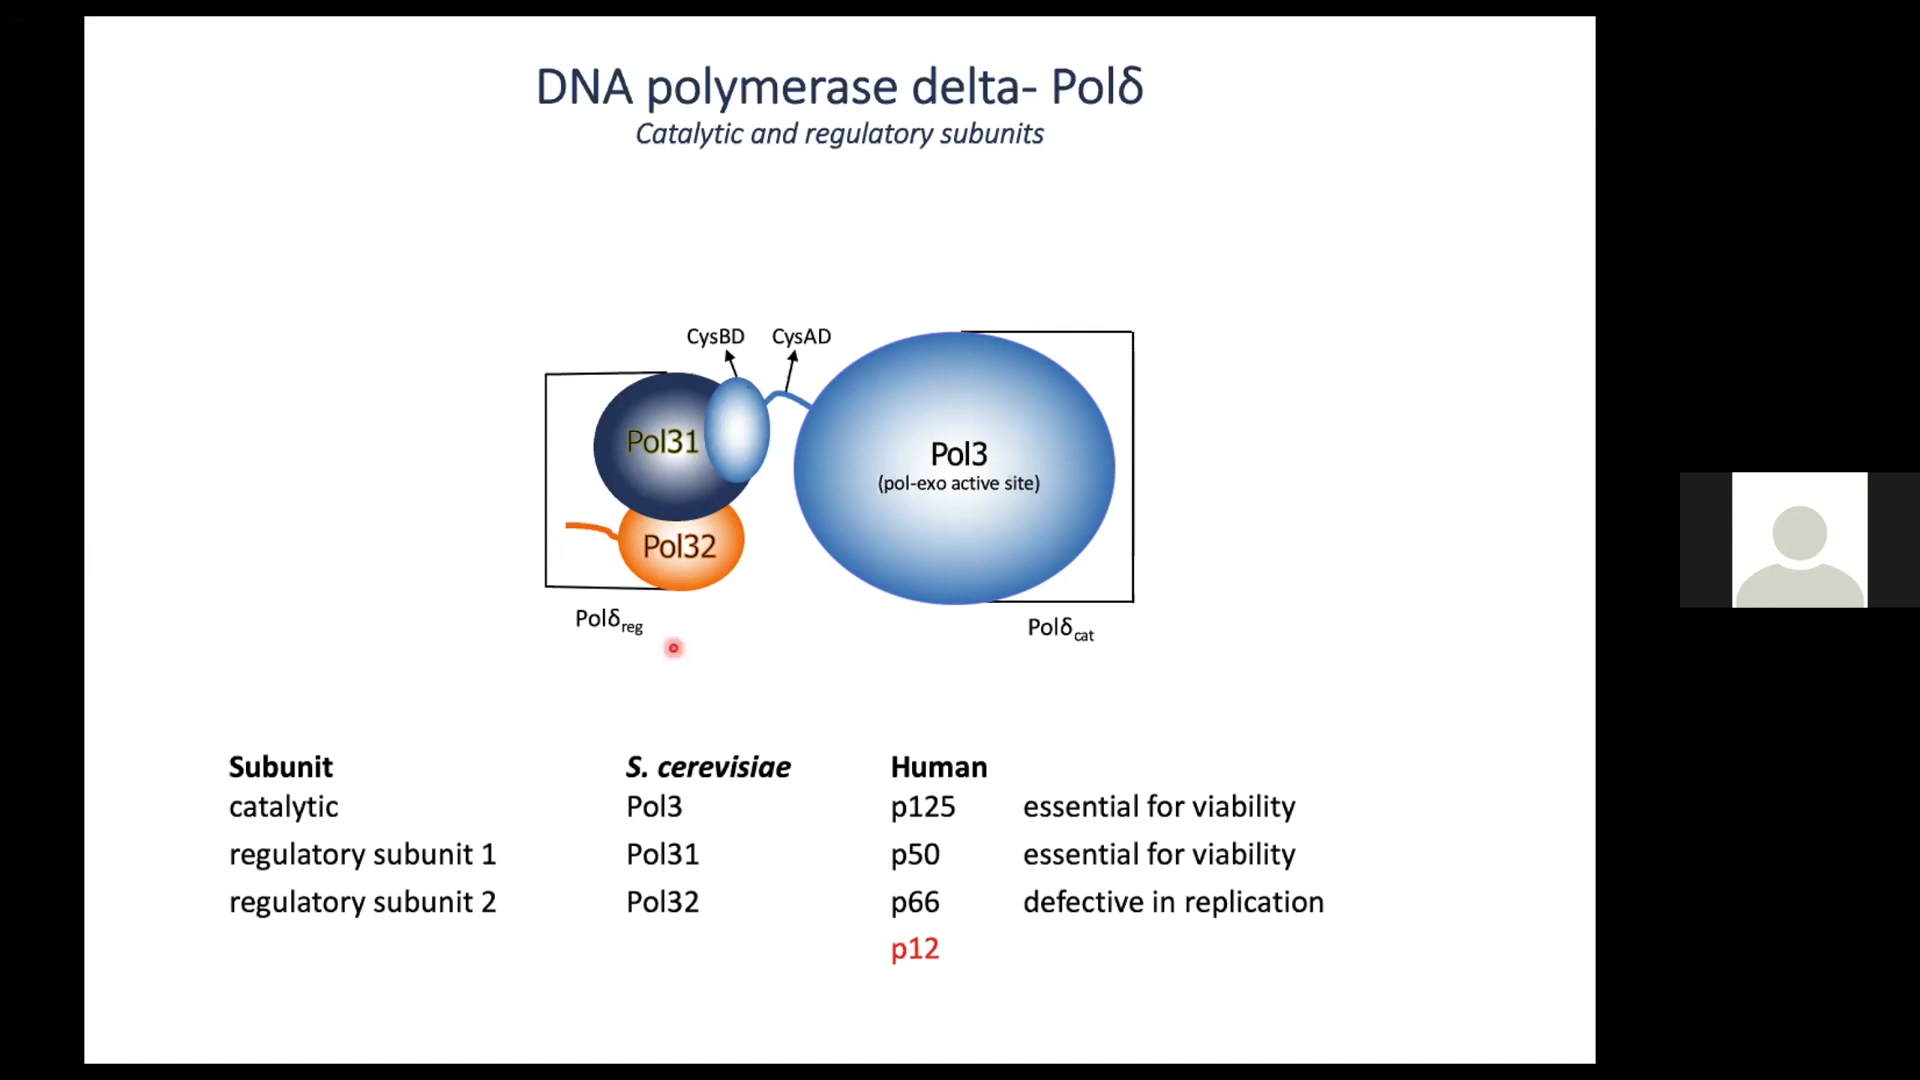 DNA polymerase delta- Polδ
Catalytic and regulatory subunits
CysBD CysAD
Pol31
Pol3
(pol-exo active site)
Pol32
Polδreg
Polδcat
Subunit S. cerevisiae Human
catalytic Pol3 p125 essential for viability
regulatory subunit 1 Pol31 p50 essential for viability
regulatory subunit 2 Pol32 p66 defective in replication
p12